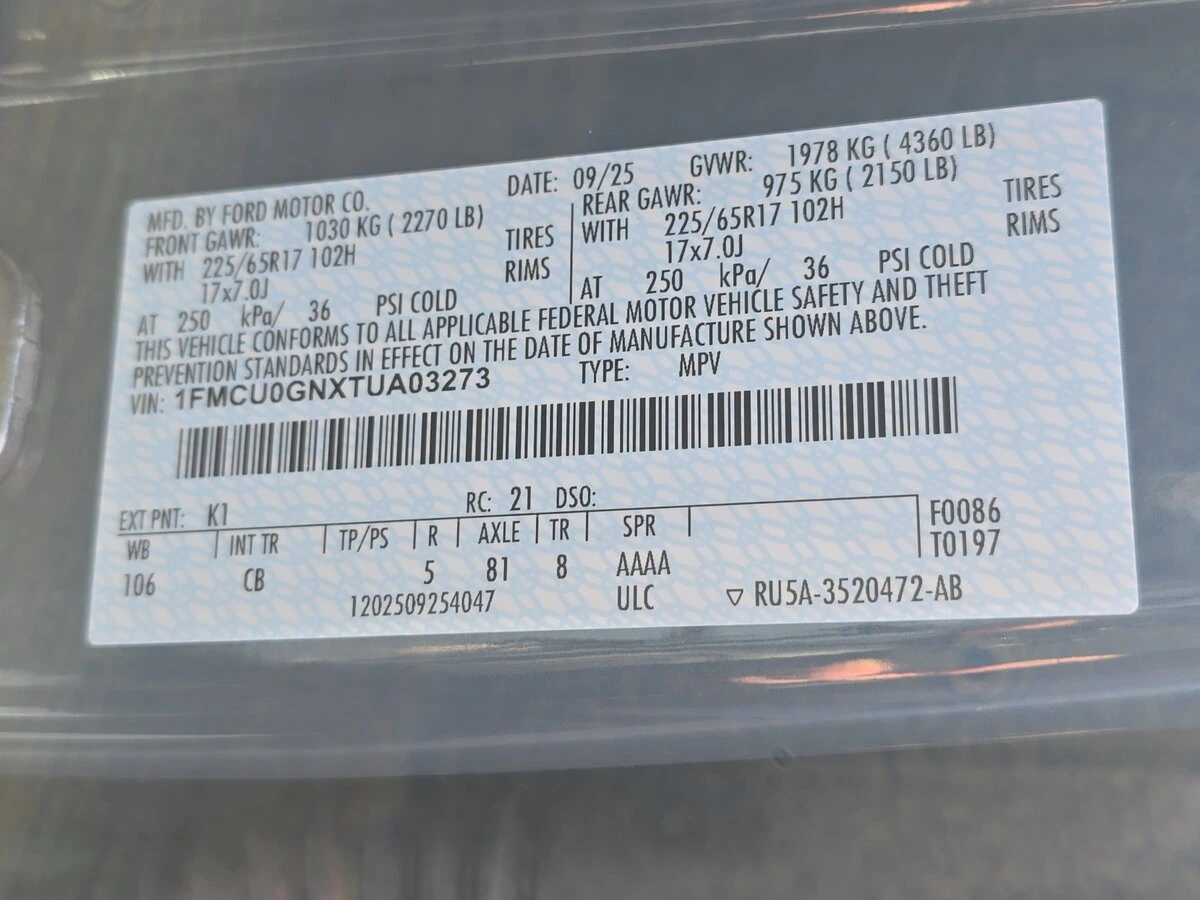 MFD. BY FORD MOTOR CO. DATE: 09/25 GVWR: 1978 KG ( 4360 LB)
FRONT GAWR: 1030 KG ( 2270 LB) REAR GAWR: 975 KG ( 2150 LB)
WITH 225/65R17 102H TIRES WITH 225/65R17 102H TIRES
17x7.0J RIMS 17x7.0J RIMS
AT 250 kPa/ 36 PSI COLD AT 250 kPa/ 36 PSI COLD
THIS VEHICLE CONFORMS TO ALL APPLICABLE FEDERAL MOTOR VEHICLE SAFETY AND THEFT
PREVENTION STANDARDS IN EFFECT ON THE DATE OF MANUFACTURE SHOWN ABOVE.
VIN: 1FMCU0GNXTUA03273 TYPE: MPV
EXT PNT: K1 RC: 21 DSO:
WB INT TR TP/PS R AXLE TR SPR F0086
106 CB 5 81 8 AAAA T0197
1202509254047 ULC ▽ RU5A-3520472-AB